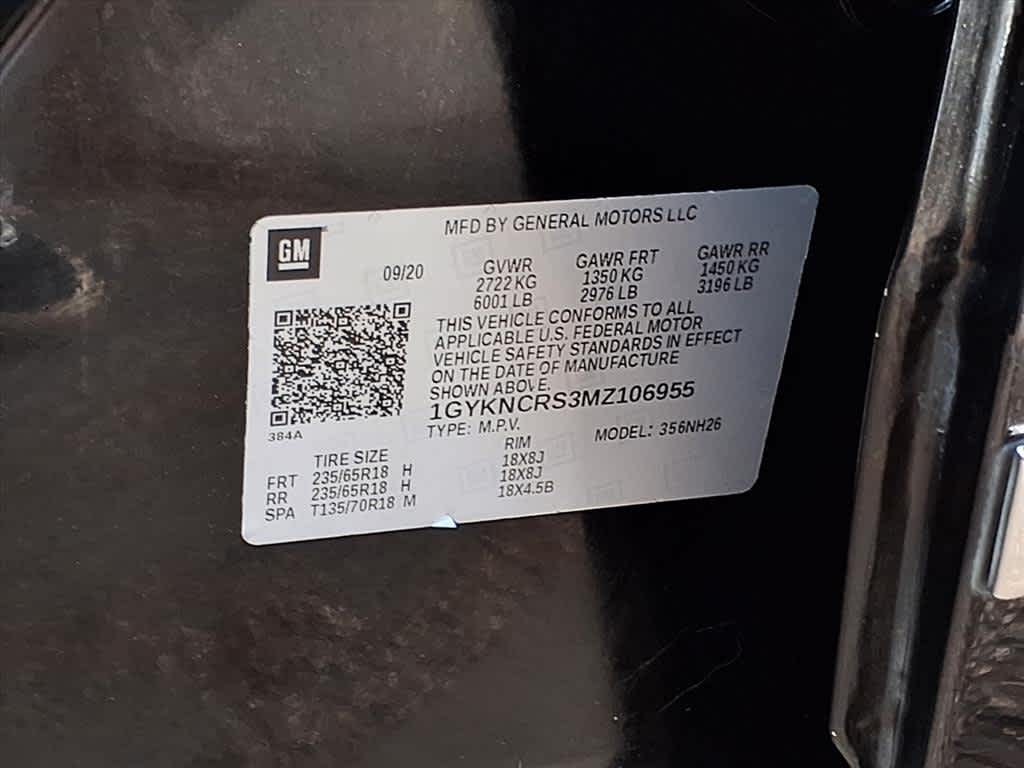 MFD BY GENERAL MOTORS LLC
GM
09/20
GVWR GAWR FRT GAWR RR
2722 KG 1350 KG 1450 KG
6001 LB 2976 LB 3196 LB
THIS VEHICLE CONFORMS TO ALL
APPLICABLE U.S. FEDERAL MOTOR
VEHICLE SAFETY STANDARDS IN EFFECT
ON THE DATE OF MANUFACTURE
SHOWN ABOVE.
1GYKNCRS3MZ106955
384A
TYPE: M.P.V. MODEL: 356NH26
TIRE SIZE RIM
FRT 235/65R18 H 18X8J
RR 235/65R18 H 18X8J
SPA T135/70R18 M 18X4.5B